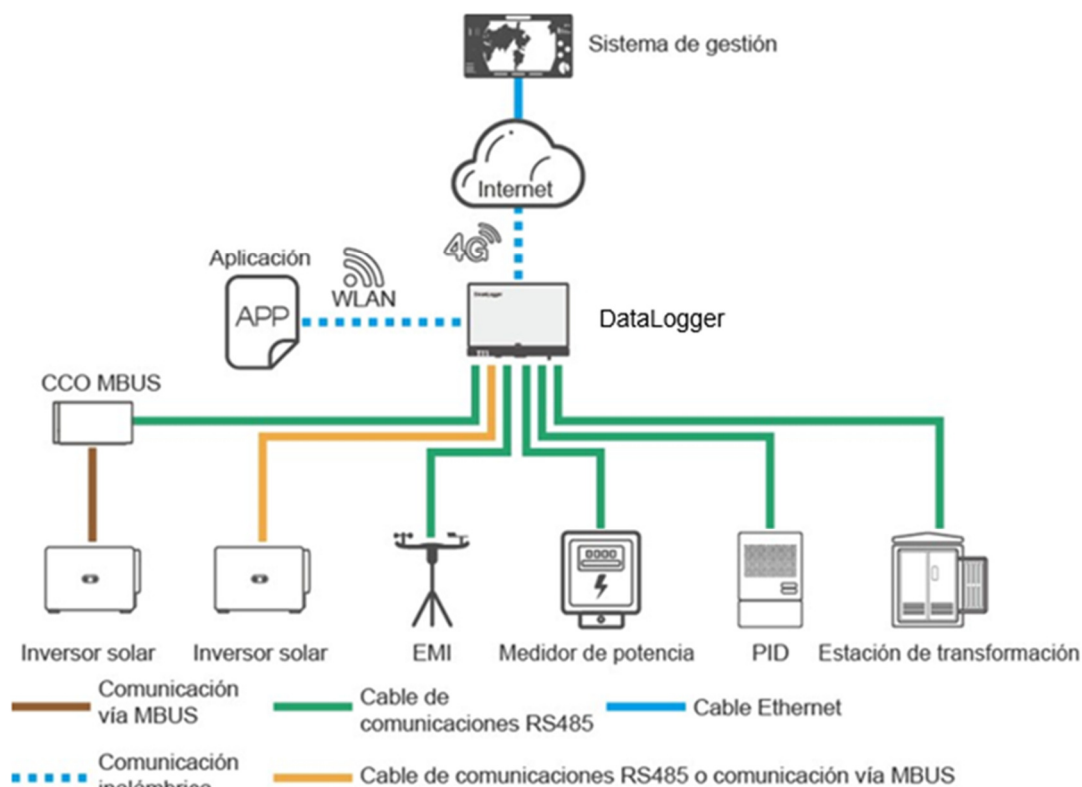 Sistema de gestión
Internet
4G
Aplicación
WLAN
APP
DataLogger
CCO MBUS
Inversor solar
Inversor solar
EMI
Medidor de potencia
PID
Estación de transformación
Comunicación
vía MBUS
Cable de
comunicaciones RS485
Cable Ethernet
Comunicación
inalámbrica
Cable de comunicaciones RS485 o comunicación vía MBUS